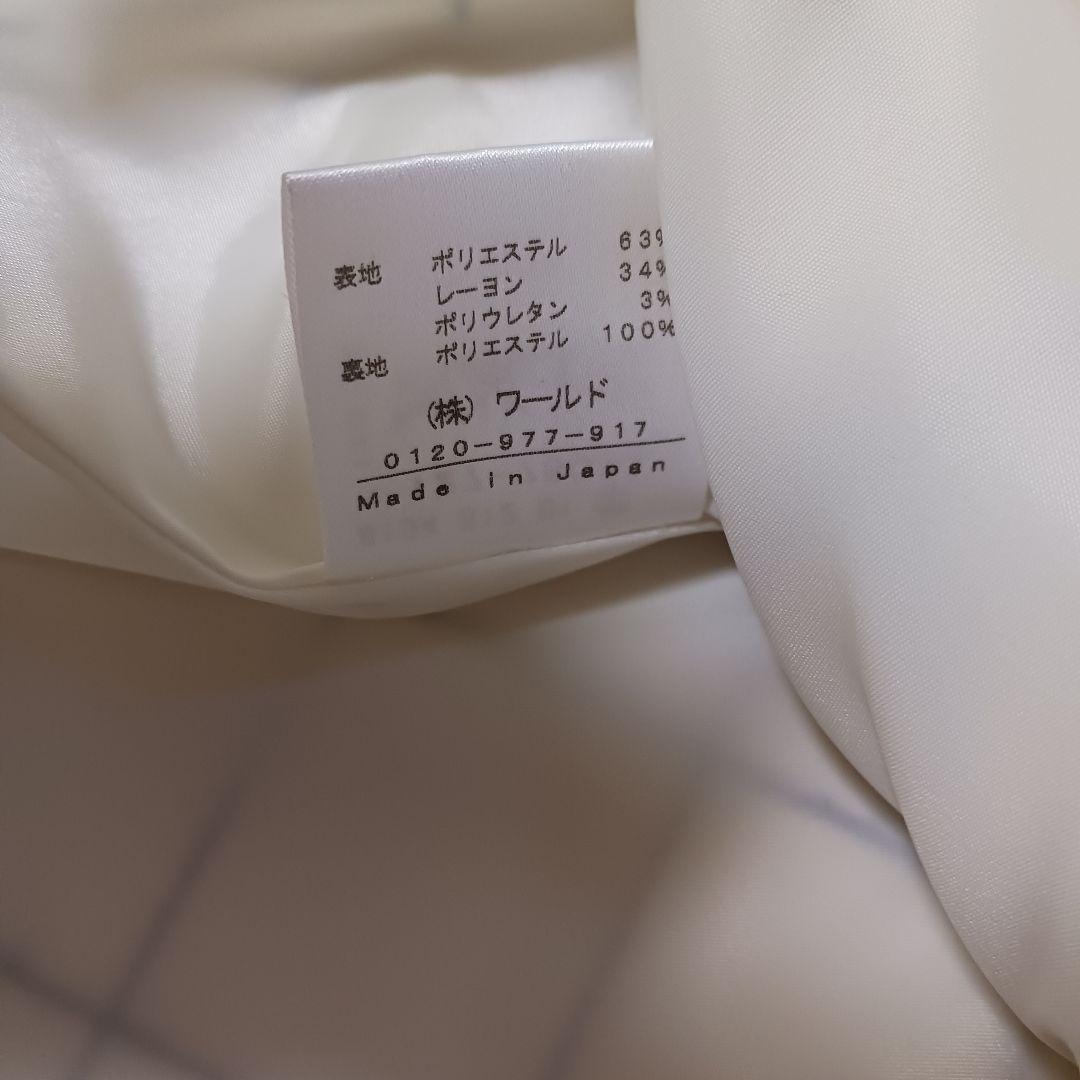 表地 ポリエステル 63%
レーヨン 34%
ポリウレタン 3%
裏地 ポリエステル 100%
(株) ワールド
0120-977-917
Made in Japan